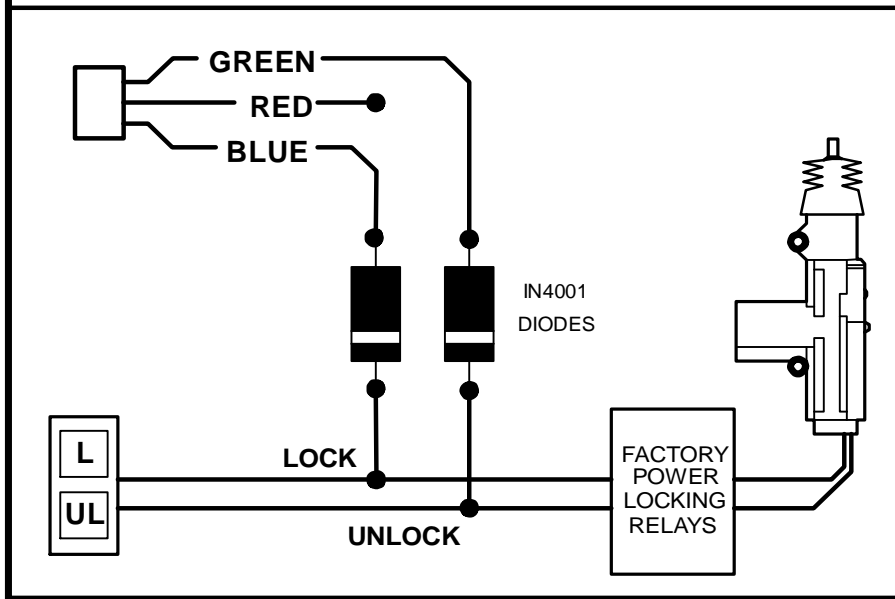 GREEN
RED
BLUE
IN4001
DIODES
L
LOCK
UL
UNLOCK
FACTORY
POWER
LOCKING
RELAYS